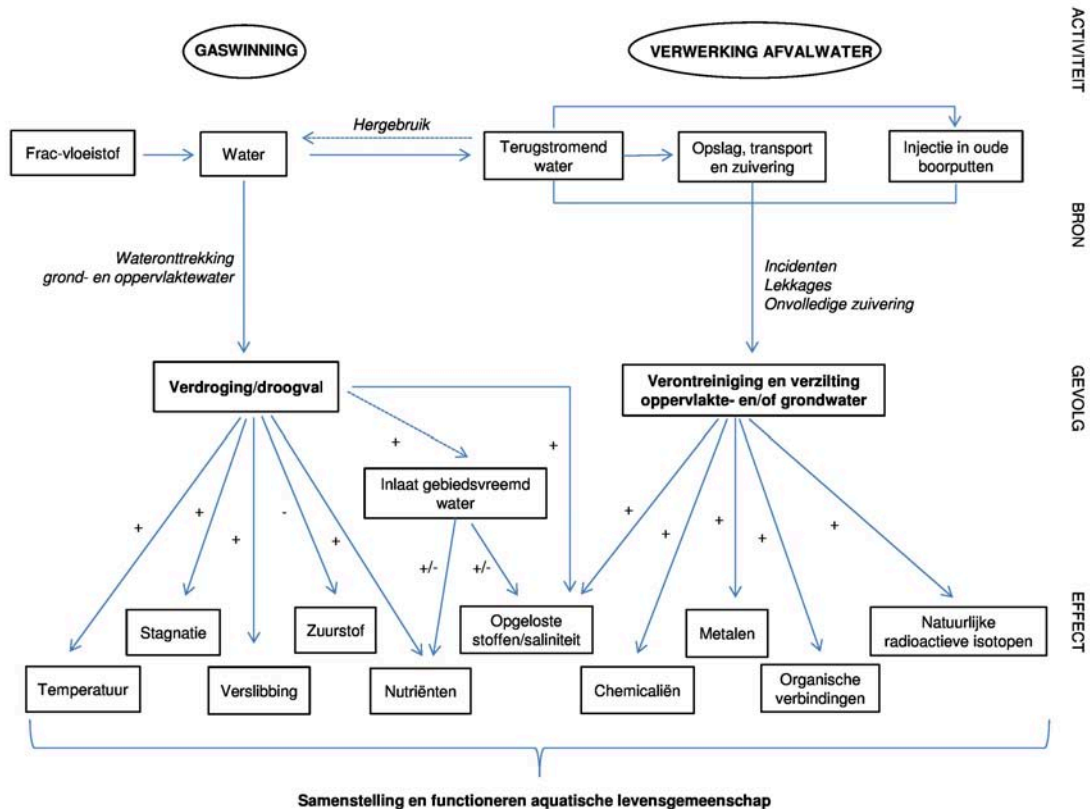 GASWINNING
VERWERKING AFVALWATER
ACTIVITEIT
Hergebruik
Frac-vloeistof
Water
Terugstromend
water
Opslag, transport
en zuivering
Injectie in oude
boorputten
BRON
Wateronttrekking
grond- en oppervlaktewater
Incidenten
Lekkages
Onvolledige zuivering
Verdroging/droogval
Verontreiniging en verzilting
oppervlakte- en/of grondwater
GEVOLG
+
+
Inlaat gebiedsvreemd
water
+
+
+
-
+
+/-
+/-
+
+
+
+
+
Stagnatie
Zuurstof
Opgeloste
stoffen/saliniteit
Metalen
Natuurlijke
radioactieve isotopen
EFFECT
Temperatuur
Verslibbing
Nutriënten
Chemicaliën
Organische
verbindingen
Samenstelling en functioneren aquatische levensgemeenschap